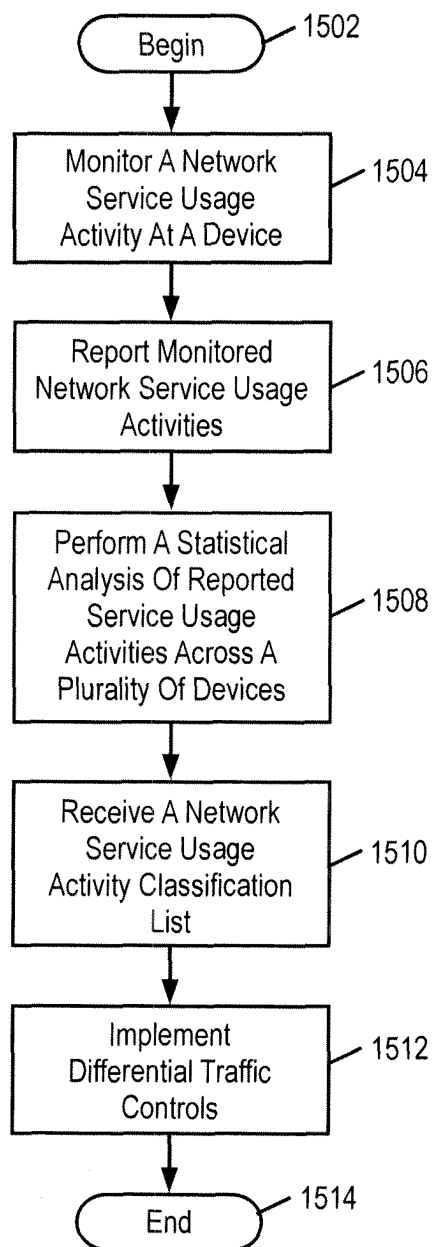 Begin
1502
Monitor A Network
Service Usage
Activity At A Device
1504
Report Monitored
Network Service Usage
Activities
1506
Perform A Statistical
Analysis Of Reported
Service Usage
Activities Across A
Plurality Of Devices
1508
Receive A Network
Service Usage
Activity Classification
List
1510
Implement
Differential Traffic
Controls
1512
End
1514